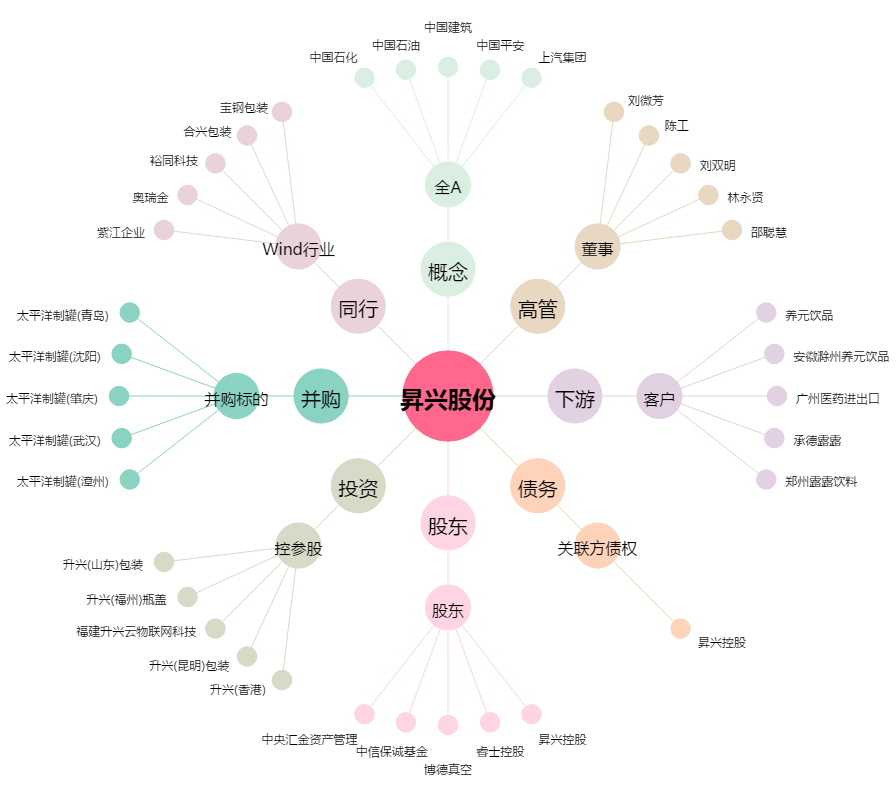 中国建筑
中国石油
中国平安
中国石化
上汽集团
宝钢包装
刘微芳
合兴包装
陈工
裕同科技
刘双明
全A
奥瑞金
林永贤
紫江企业
邵聪慧
Wind行业
董事
概念
同行
高管
太平洋制罐(青岛)
养元饮品
太平洋制罐(沈阳)
安徽滁州养元饮品
太平洋制罐(肇庆)
并购标的
并购
昇兴股份
下游
客户
广州医药进出口
太平洋制罐(武汉)
承德露露
太平洋制罐(漳州)
郑州露露饮料
投资
债务
股东
控参股
关联方债权
升兴(山东)包装
升兴(福州)瓶盖
股东
福建升兴云物联网科技
昇兴控股
升兴(昆明)包装
升兴(香港)
中央汇金资产管理
昇兴控股
中信保诚基金
睿士控股
博德真空